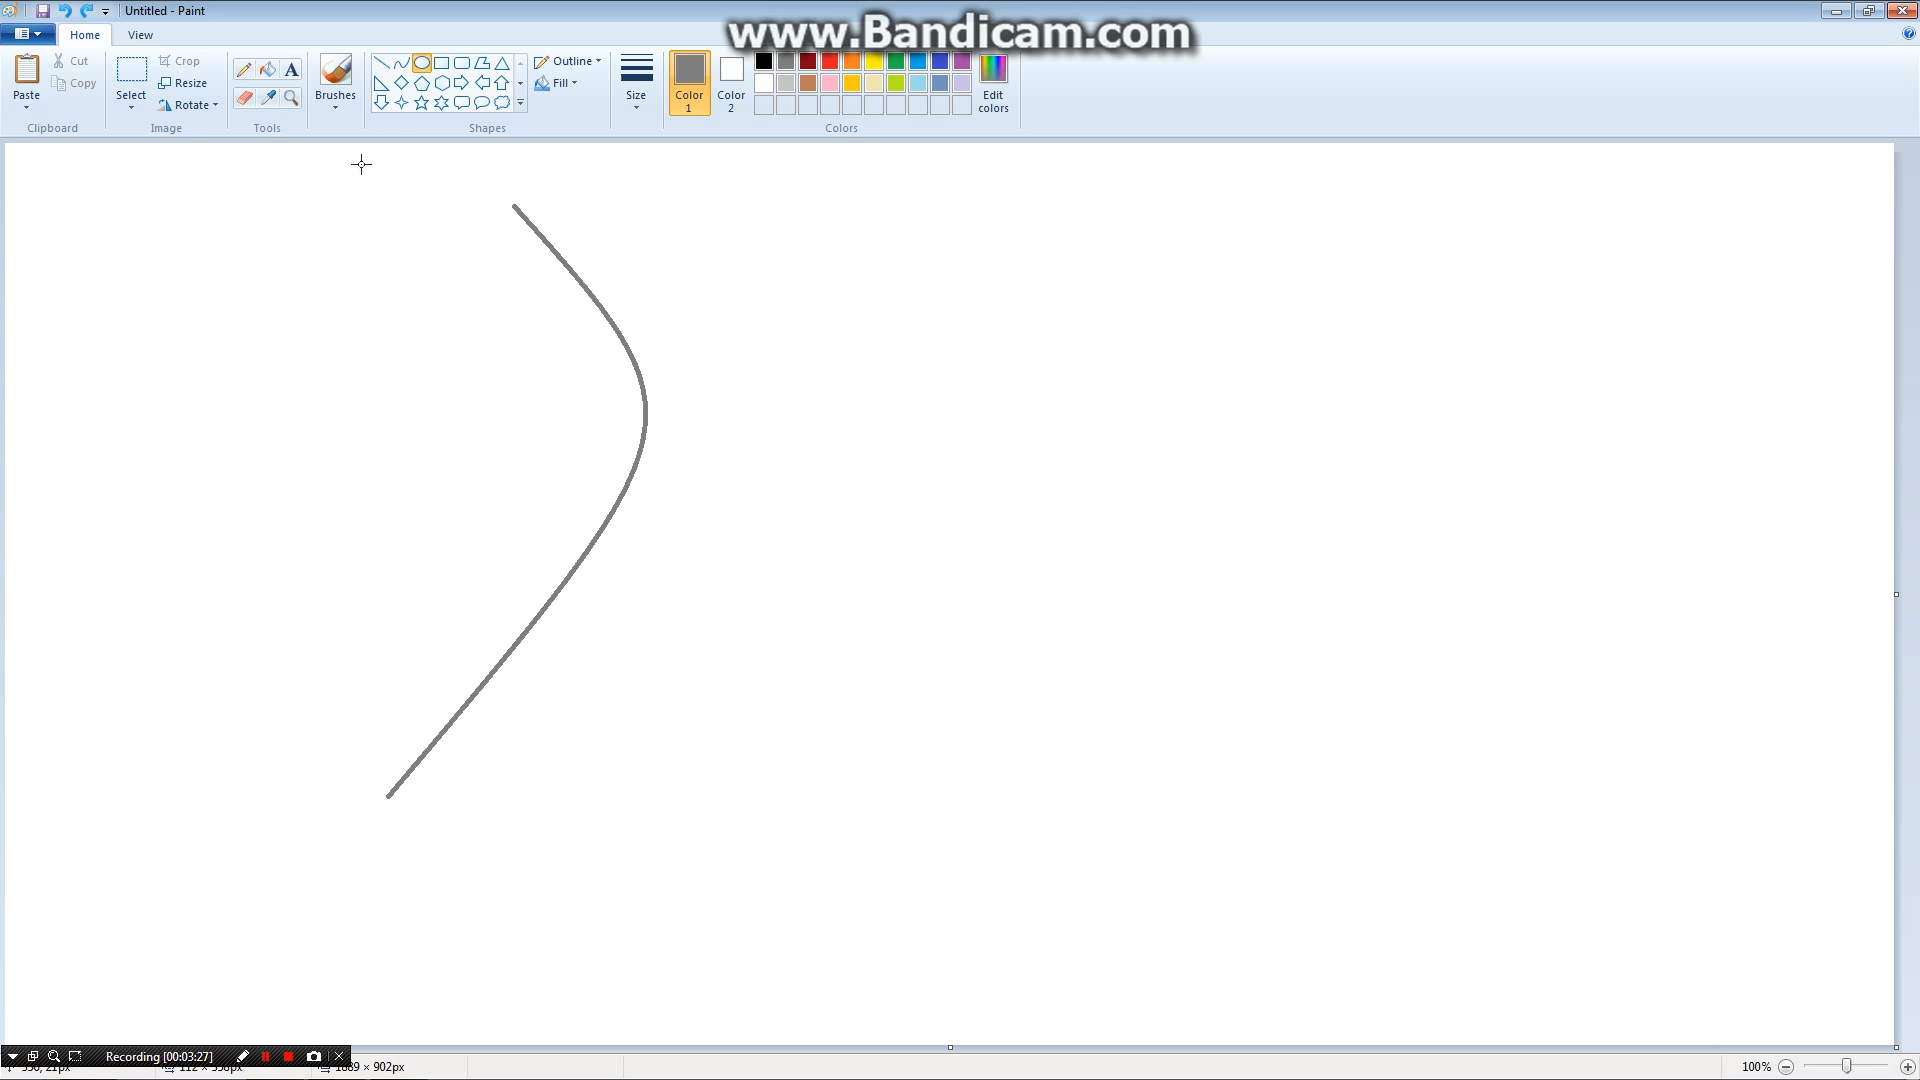 Untitled - Paint
www.Bandicam.com
Home
View
Paste
Cut
Copy
Clipboard
Select
Crop
Resize
Rotate
Image
A
Tools
Brushes
Outline
Fill
Shapes
Size
Color
1
Color
2
Edit
colors
Colors
Recording [00:03:27]
1889 × 902px
100%